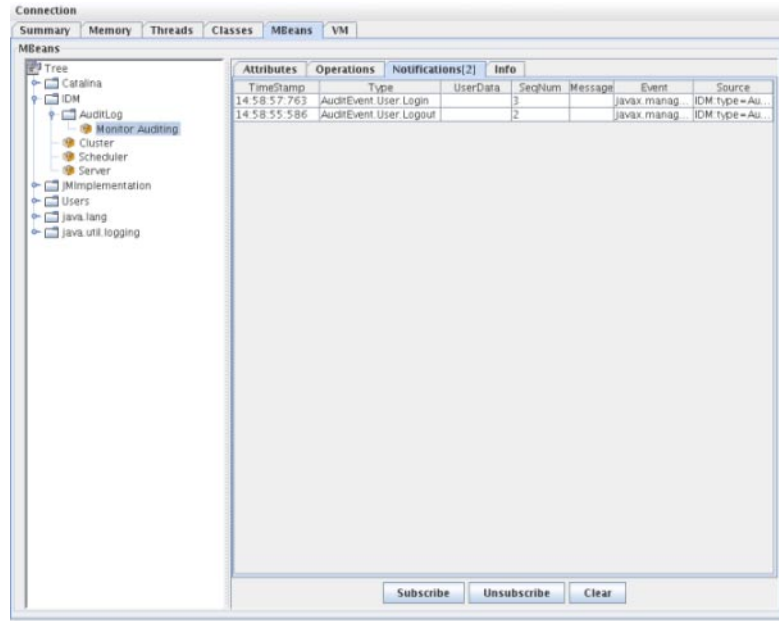 Connection
Summary Memory Threads Classes MBeans VM
MBeans
Tree
Catalina
IDM
AuditLog
Monitor Auditing
Cluster
Scheduler
Server
JMImplementation
Users
java.lang
java.util.logging
Attributes Operations Notifications[2] Info
TimeStamp Type UserData SeqNum Message Event Source
14:58:57:763 AuditEvent.User.Login 3 javax.manag... IDM:type=Au...
14:58:55:586 AuditEvent.User.Logout 2 javax.manag... IDM:type=Au...
Subscribe Unsubscribe Clear